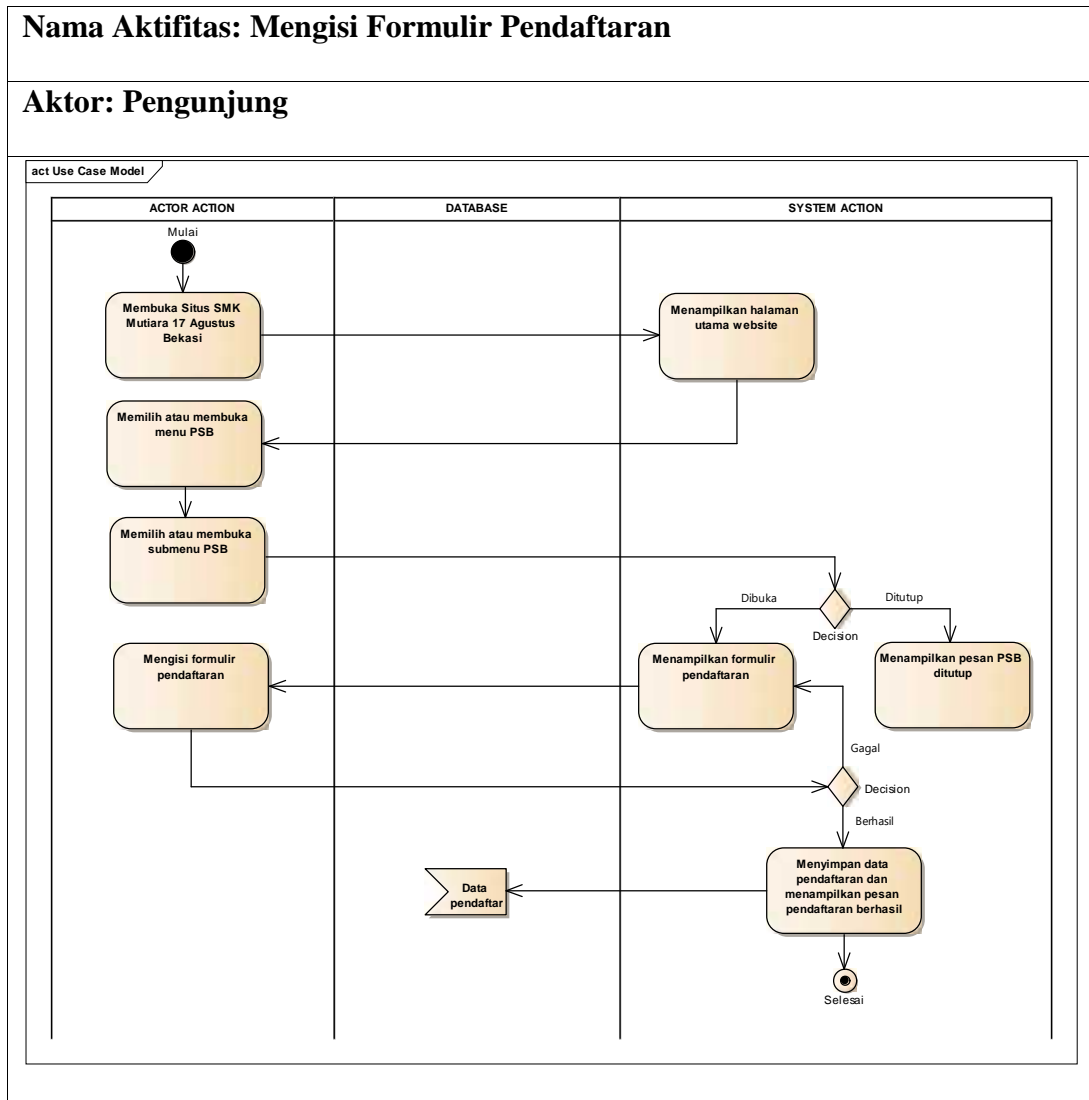 Nama Aktifitas: Mengisi Formulir Pendaftaran
Aktor: Pengunjung
act Use Case Model
ACTOR ACTION
DATABASE
SYSTEM ACTION
Mulai
Membuka Situs SMK
Mutiara 17 Agustus
Bekasi
Menampilkan halaman
utama website
Memilih atau membuka
menu PSB
Memilih atau membuka
submenu PSB
Dibuka
Ditutup
Decision
Mengisi formulir
pendaftaran
Menampilkan formulir
pendaftaran
Menampilkan pesan PSB
ditutup
Gagal
Decision
Berhasil
Menyimpan data
pendaftaran dan
menampilkan pesan
pendaftaran berhasil
Data
pendaftar
Selesai